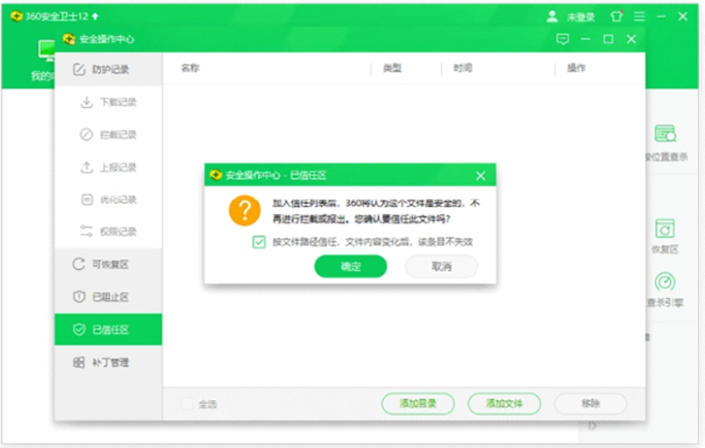 360安全卫士12
未登录
安全操作中心
我的电
防护记录
名称
类型
时间
操作
下载记录
拦截记录
上报记录
优化记录
权限记录
可恢复区
已阻止区
已信任区
补丁管理
安全操作中心 - 已信任区
加入信任列表后，360将认为这个文件是安全的，不
再进行拦截或报出。您确认要信任此文件吗？
按文件路径信任，文件内容变化后，该条目不失效
确定
取消
按位置查杀
恢复区
查杀引擎
全选
添加目录
添加文件
移除